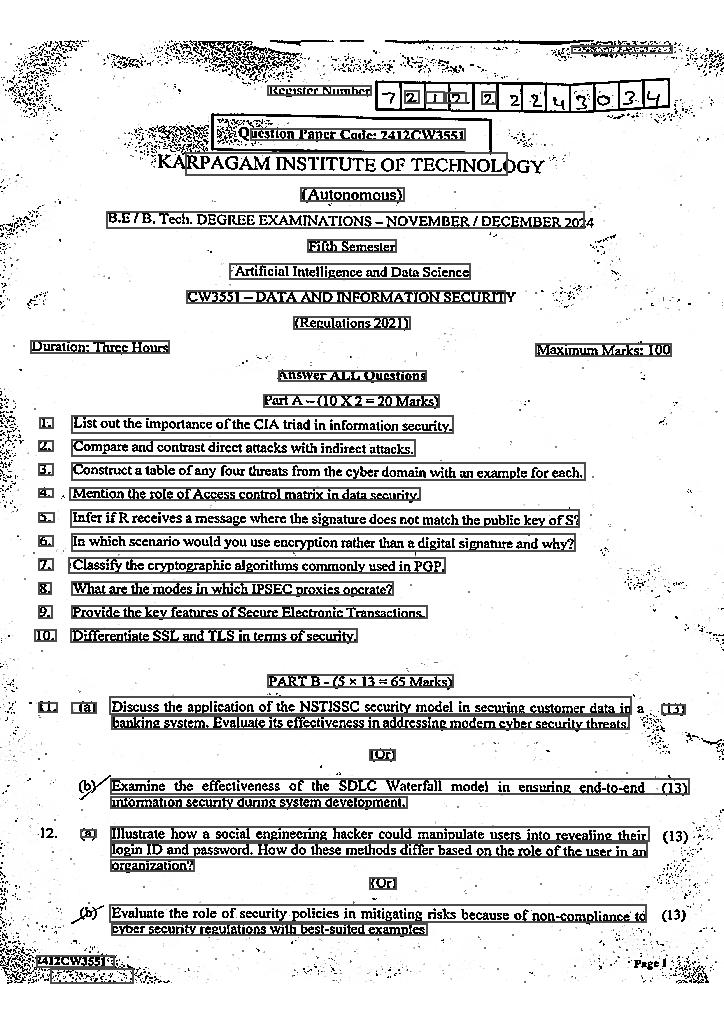 Register Number 7 2 1 2 2 2 2 4 3 0 3 4
Question Paper Code: 2412CW3551
KARPAGAM INSTITUTE OF TECHNOLOGY
(Autonomous)
B.E / B. Tech. DEGREE EXAMINATIONS – NOVEMBER / DECEMBER 2024
Fifth Semester
Artificial Intelligence and Data Science
CW3551 – DATA AND INFORMATION SECURITY
(Regulations 2021)
Duration: Three Hours Maximum Marks: 100
Answer ALL Questions
Part A – (10 X 2 = 20 Marks)
1. List out the importance of the CIA triad in information security.
2. Compare and contrast direct attacks with indirect attacks.
3. Construct a table of any four threats from the cyber domain with an example for each.
4. Mention the role of Access control matrix in data security.
5. Infer if R receives a message where the signature does not match the public key of S?
6. In which scenario would you use encryption rather than a digital signature and why?
7. Classify the cryptographic algorithms commonly used in PGP.
8. What are the modes in which IPSEC proxies operate?
9. Provide the key features of Secure Electronic Transactions.
10. Differentiate SSL and TLS in terms of security.
PART B - (5 × 13 = 65 Marks)
11. (a) Discuss the application of the NSTISSC security model in securing customer data in a (13)
banking system. Evaluate its effectiveness in addressing modern cyber security threats.
(Or)
(b) Examine the effectiveness of the SDLC Waterfall model in ensuring end-to-end (13)
information security during system development.
12. (a) Illustrate how a social engineering hacker could manipulate users into revealing their (13)
login ID and password. How do these methods differ based on the role of the user in an
organization?
(Or)
(b) Evaluate the role of security policies in mitigating risks because of non-compliance to (13)
cyber security regulations with best-suited examples
2412CW3551 Page 1